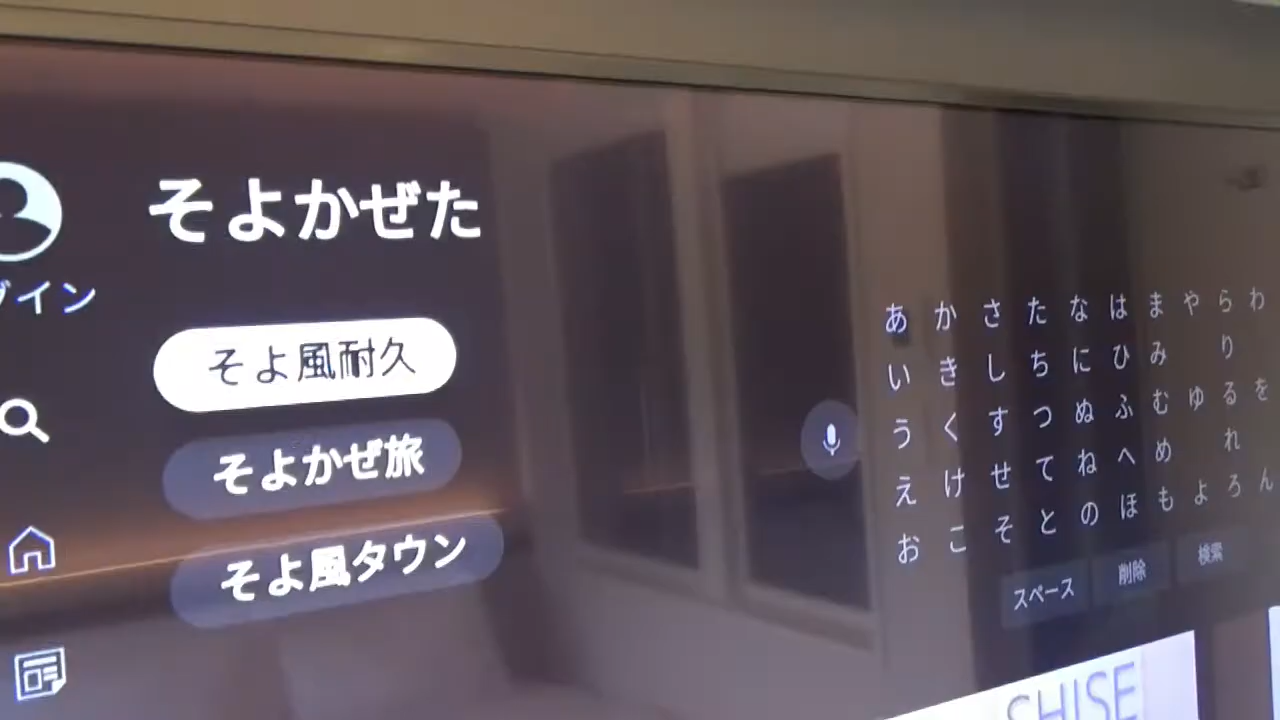 そよかぜた
グイン
そよ風耐久
そよかぜ旅
そよ風タウン
あ か さ た な は ま や ら わ
い き し ち に ひ み り
う く す つ ぬ ふ む ゆ る を
え け せ て ね へ め れ
お こ そ と の ほ も よ ろ ん
スペース 削除 検索
SHISE